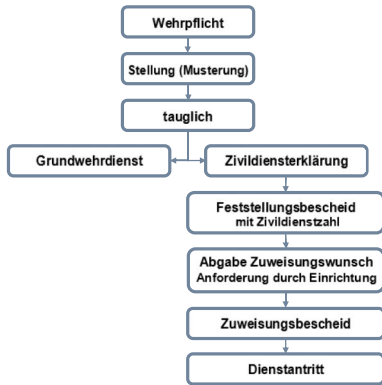 Wehrpflicht
Stellung (Musterung)
tauglich
Grundwehrdienst
Zivildiensterklärung
Feststellungsbescheid
mit Zivildienstzahl
Abgabe Zuweisungswunsch
Anforderung durch Einrichtung
Zuweisungsbescheid
Dienstantritt